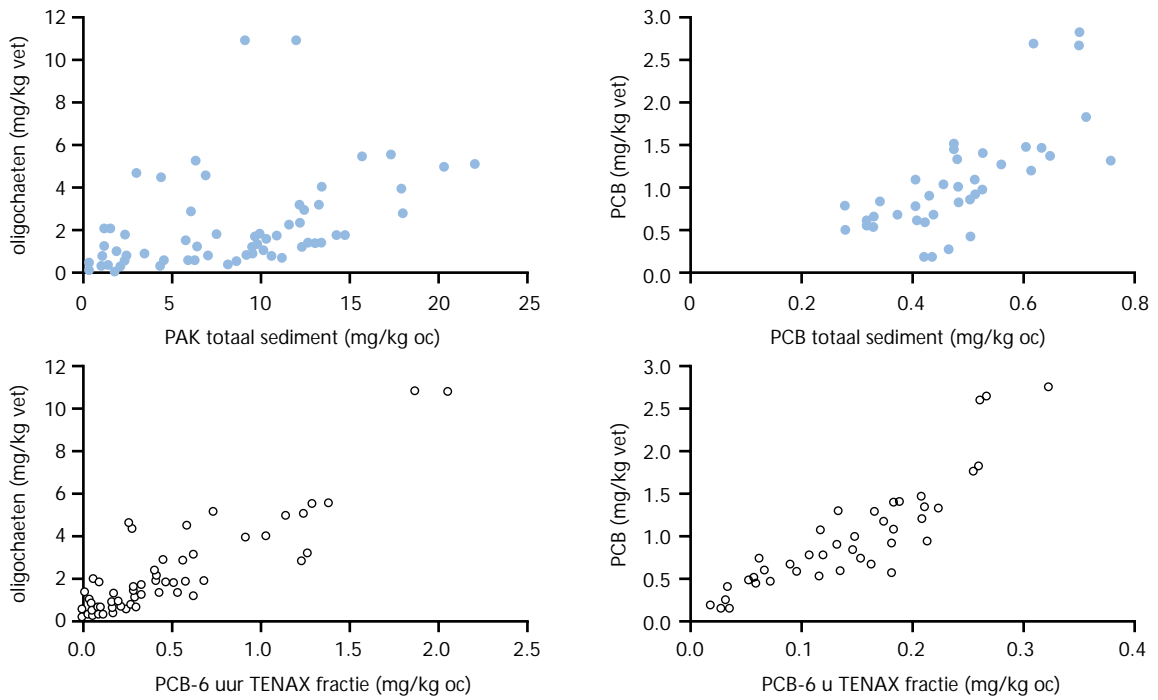 oligochaeten (mg/kg vet)
12
10
8
6
4
2
0
0 5 10 15 20 25
PAK totaal sediment (mg/kg oc)
PCB (mg/kg vet)
3.0
2.5
2.0
1.5
1.0
0.5
0.0
0 0.2 0.4 0.6 0.8
PCB totaal sediment (mg/kg oc)
oligochaeten (mg/kg vet)
12
10
8
6
4
2
0
0.0 0.5 1.0 1.5 2.0 2.5
PCB-6 uur TENAX fractie (mg/kg oc)
PCB (mg/kg vet)
3.0
2.5
2.0
1.5
1.0
0.5
0.0
0.0 0.1 0.2 0.3 0.4
PCB-6 u TENAX fractie (mg/kg oc)